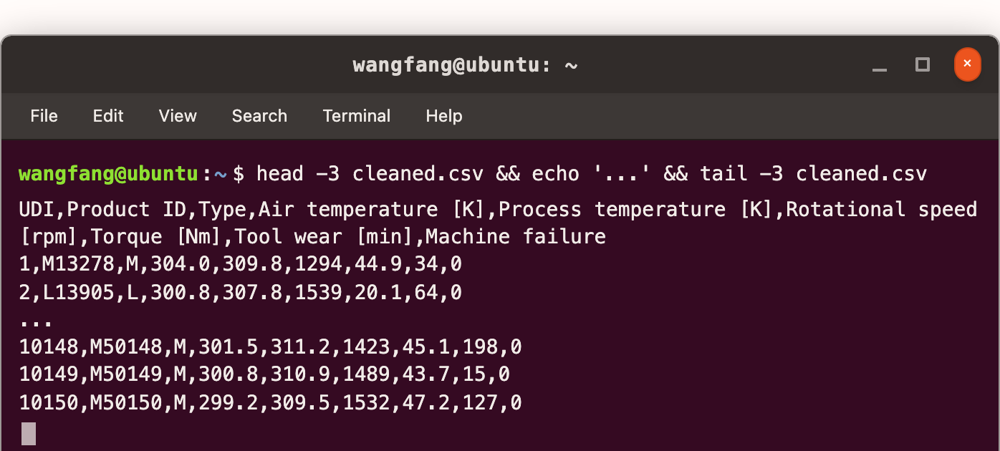 wangfang@ubuntu: ~
File Edit View Search Terminal Help
wangfang@ubuntu:~$ head -3 cleaned.csv && echo '...' && tail -3 cleaned.csv
UDI,Product ID,Type,Air temperature [K],Process temperature [K],Rotational speed
[rpm],Torque [Nm],Tool wear [min],Machine failure
1,M13278,M,304.0,309.8,1294,44.9,34,0
2,L13905,L,300.8,307.8,1539,20.1,64,0
...
10148,M50148,M,301.5,311.2,1423,45.1,198,0
10149,M50149,M,300.8,310.9,1489,43.7,15,0
10150,M50150,M,299.2,309.5,1532,47.2,127,0